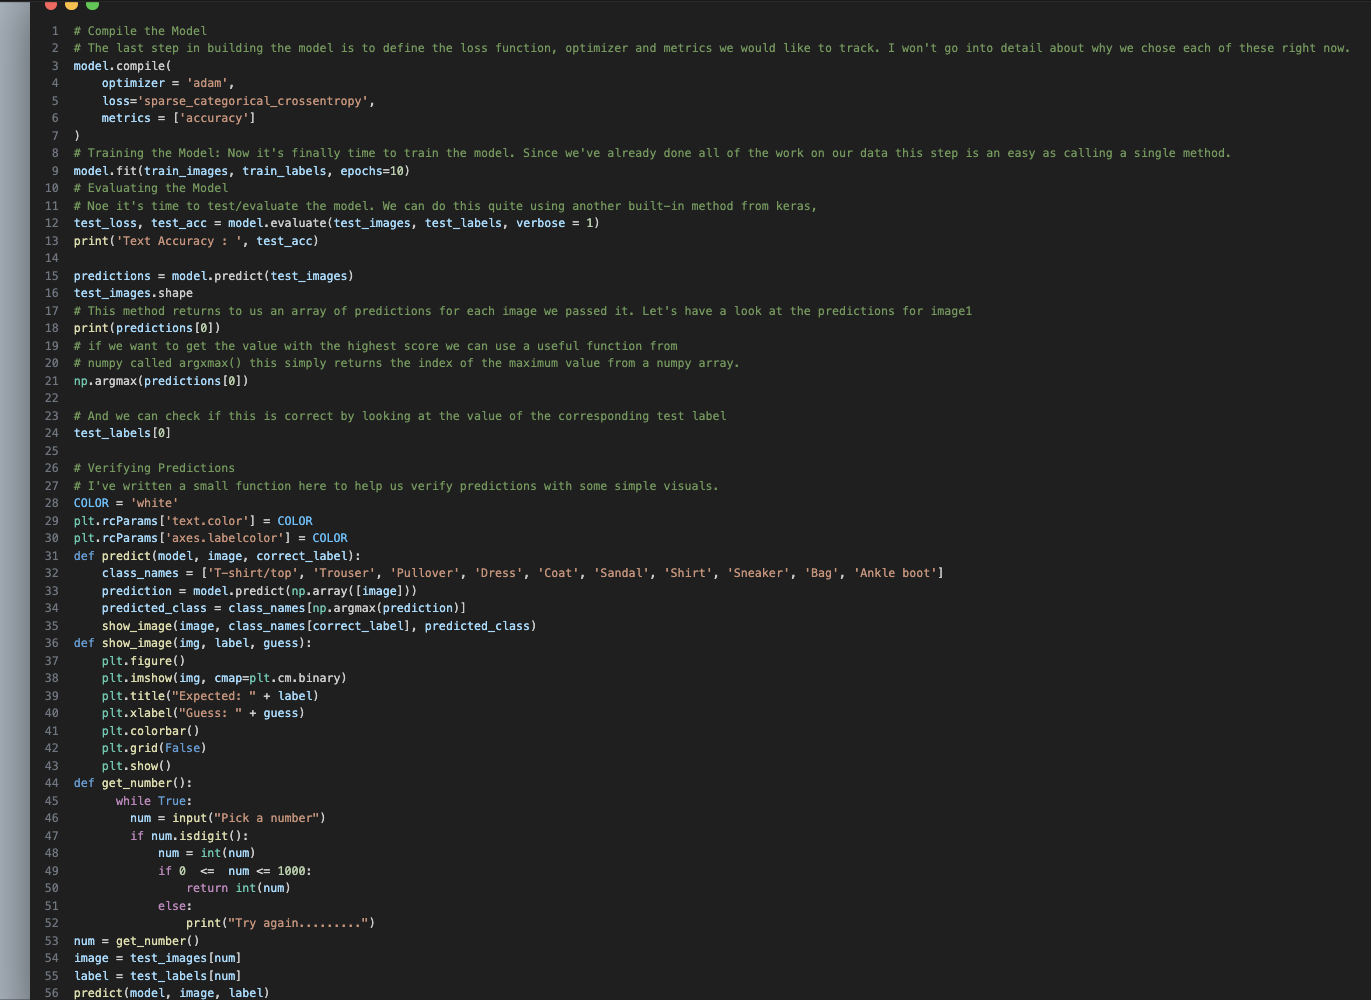 1 # Compile the Model
2 # The last step in building the model is to define the loss function, optimizer and metrics we would like to track. I won't go into detail about why we chose each of these right now.
3 model.compile(
4     optimizer = 'adam',
5     loss='sparse_categorical_crossentropy',
6     metrics = ['accuracy']
7 )
8 # Training the Model: Now it's finally time to train the model. Since we've already done all of the work on our data this step is an easy as calling a single method.
9 model.fit(train_images, train_labels, epochs=10)
10 # Evaluating the Model
11 # Noe it's time to test/evaluate the model. We can do this quite using another built-in method from keras,
12 test_loss, test_acc = model.evaluate(test_images, test_labels, verbose = 1)
13 print('Text Accuracy : ', test_acc)
14
15 predictions = model.predict(test_images)
16 test_images.shape
17 # This method returns to us an array of predictions for each image we passed it. Let's have a look at the predictions for image1
18 print(predictions[0])
19 # if we want to get the value with the highest score we can use a useful function from
20 # numpy called argxmax() this simply returns the index of the maximum value from a numpy array.
21 np.argmax(predictions[0])
22
23 # And we can check if this is correct by looking at the value of the corresponding test label
24 test_labels[0]
25
26 # Verifying Predictions
27 # I've written a small function here to help us verify predictions with some simple visuals.
28 COLOR = 'white'
29 plt.rcParams['text.color'] = COLOR
30 plt.rcParams['axes.labelcolor'] = COLOR
31 def predict(model, image, correct_label):
32     class_names = ['T-shirt/top', 'Trouser', 'Pullover', 'Dress', 'Coat', 'Sandal', 'Shirt', 'Sneaker', 'Bag', 'Ankle boot']
33     prediction = model.predict(np.array([image]))
34     predicted_class = class_names[np.argmax(prediction)]
35     show_image(image, class_names[correct_label], predicted_class)
36 def show_image(img, label, guess):
37     plt.figure()
38     plt.imshow(img, cmap=plt.cm.binary)
39     plt.title("Expected: " + label)
40     plt.xlabel("Guess: " + guess)
41     plt.colorbar()
42     plt.grid(False)
43     plt.show()
44 def get_number():
45       while True:
46         num = input("Pick a number")
47         if num.isdigit():
48             num = int(num)
49             if 0  <=  num <= 1000:
50                 return int(num)
51             else:
52                 print("Try again.........")
53 num = get_number()
54 image = test_images[num]
55 label = test_labels[num]
56 predict(model, image, label)